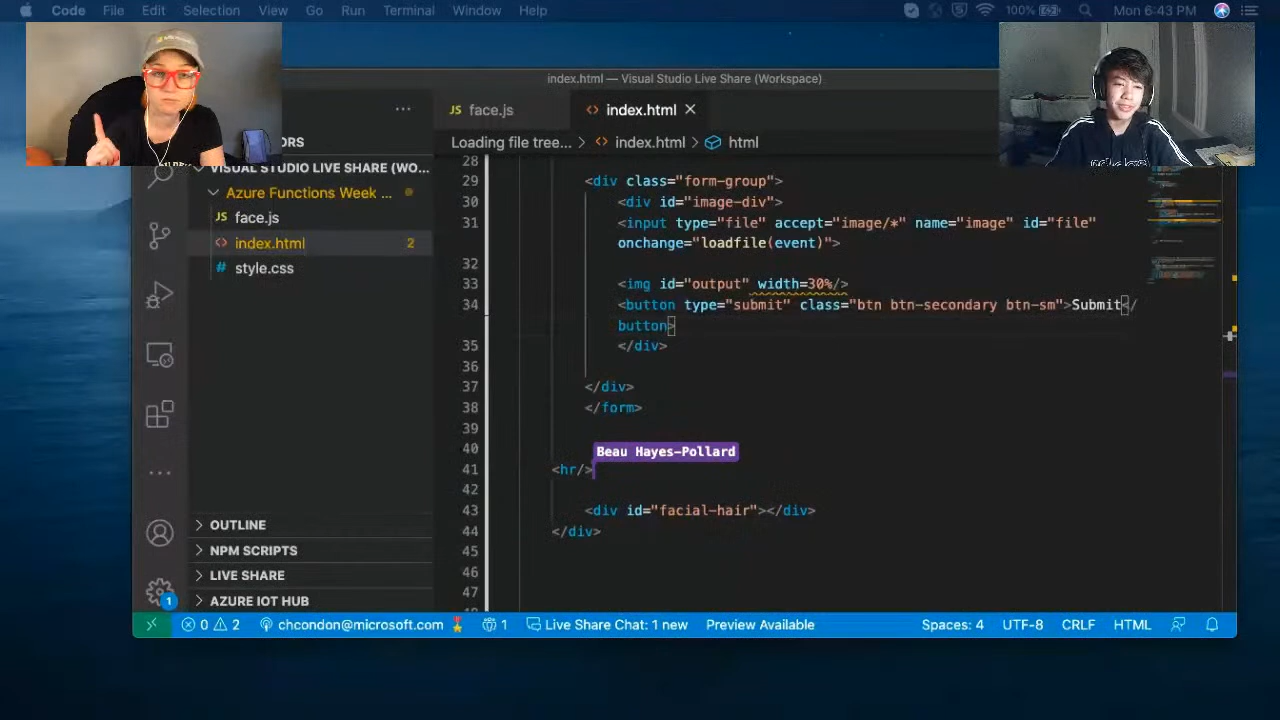 Code File Edit Selection View Go Run Terminal Window Help 100% Mon 6:43 PM
index.html — Visual Studio Live Share (Workspace)
JS face.js <> index.html ×
ORS
Loading file tree... > <> index.html > html
VISUAL STUDIO LIVE SHARE (WO...
Azure Functions Week ...
JS face.js
<> index.html 2
# style.css
28
29 <div class="form-group">
30 <div id="image-div">
31 <input type="file" accept="image/*" name="image" id="file"
onchange="loadfile(event)">
32
33 <img id="output" width=30%/>
34 <button type="submit" class="btn btn-secondary btn-sm">Submit</
button>
35 </div>
36
37 </div>
38 </form>
39
40 Beau Hayes-Pollard
41 <hr/>
42
43 <div id="facial-hair"></div>
44 </div>
45
46
47
OUTLINE
NPM SCRIPTS
LIVE SHARE
AZURE IOT HUB
1
0 2 chcondon@microsoft.com 1 Live Share Chat: 1 new Preview Available Spaces: 4 UTF-8 CRLF HTML